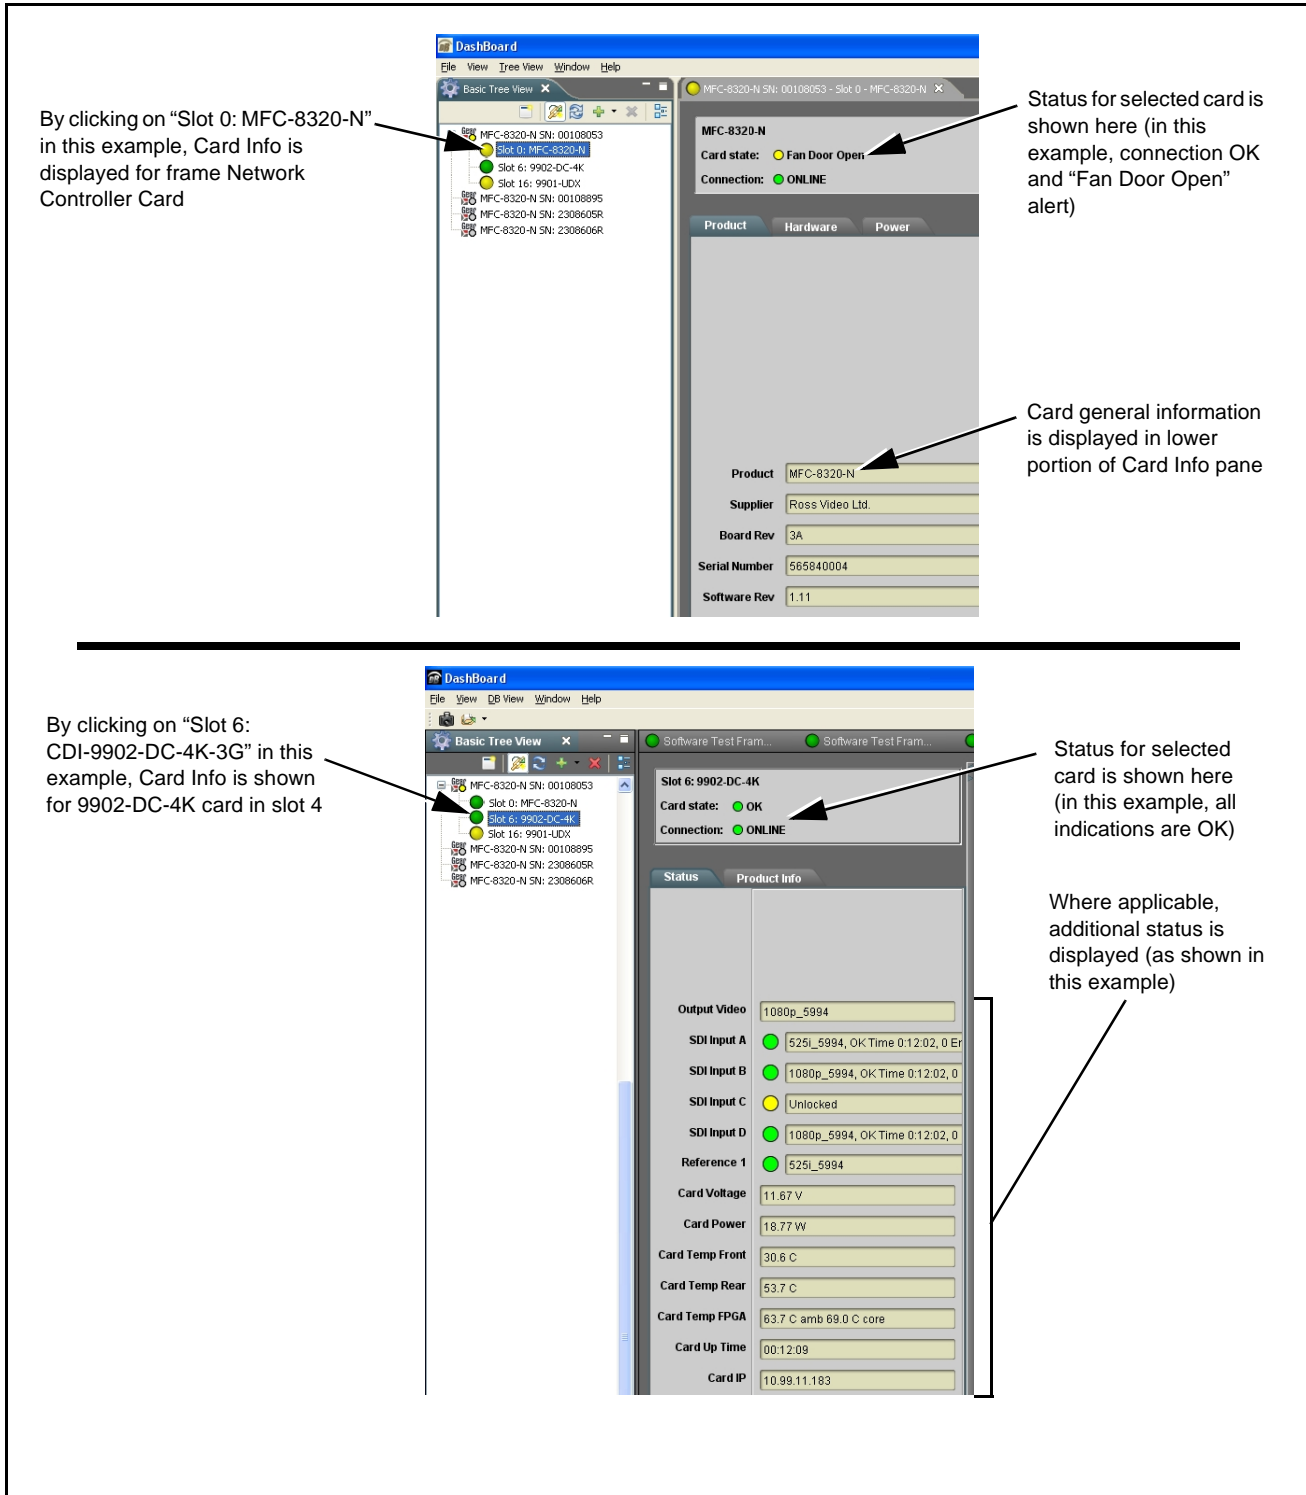 DashBoard
File View Tree View Window Help
Basic Tree View
MFC-8320-N SN: 00108053 - Slot 0 - MFC-8320-N
By clicking on “Slot 0: MFC-8320-N”
in this example, Card Info is
displayed for frame Network
Controller Card
MFC-8320-N SN: 00108053
Slot 0: MFC-8320-N
Slot 6: 9902-DC-4K
Slot 16: 9901-UDX
MFC-8320-N SN: 00108895
MFC-8320-N SN: 2308605R
MFC-8320-N SN: 2308606R
MFC-8320-N
Card state: Fan Door Open
Connection: ONLINE
Status for selected card is
shown here (in this
example, connection OK
and “Fan Door Open”
alert)
Product Hardware Power
Card general information
is displayed in lower
portion of Card Info pane
Product MFC-8320-N
Supplier Ross Video Ltd.
Board Rev 3A
Serial Number 565840004
Software Rev 1.11
DashBoard
File View DB View Window Help
Basic Tree View
Software Test Fram... Software Test Fram...
By clicking on “Slot 6:
CDI-9902-DC-4K-3G” in this
example, Card Info is shown
for 9902-DC-4K card in slot 4
Gear MFC-8320-N SN: 00108053
Slot 0: MFC-8320-N
Slot 6: 9902-DC-4K
Slot 16: 9901-UDX
Gear MFC-8320-N SN: 00108895
Gear MFC-8320-N SN: 2308605R
Gear MFC-8320-N SN: 2308606R
Slot 6: 9902-DC-4K
Card state: OK
Connection: ONLINE
Status for selected
card is shown here
(in this example, all
indications are OK)
Status Product Info
Where applicable,
additional status is
displayed (as shown in
this example)
Output Video 1080p_5994
SDI Input A 525i_5994, OK Time 0:12:02, 0 Er
SDI Input B 1080p_5994, OK Time 0:12:02, 0
SDI Input C Unlocked
SDI Input D 1080p_5994, OK Time 0:12:02, 0
Reference 1 525i_5994
Card Voltage 11.67 V
Card Power 18.77 W
Card Temp Front 30.6 C
Card Temp Rear 53.7 C
Card Temp FPGA 63.7 C amb 69.0 C core
Card Up Time 00:12:09
Card IP 10.99.11.183